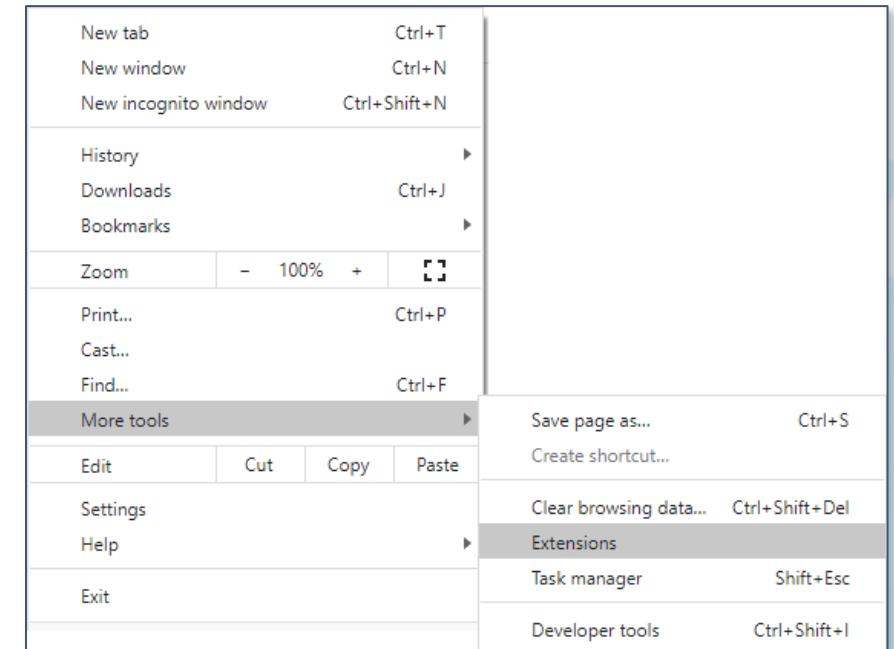 New tab Ctrl+T
New window Ctrl+N
New incognito window Ctrl+Shift+N
History
Downloads Ctrl+J
Bookmarks
Zoom - 100% +
Print... Ctrl+P
Cast...
Find... Ctrl+F
More tools
Edit Cut Copy Paste
Settings
Help
Exit
Save page as... Ctrl+S
Create shortcut...
Clear browsing data... Ctrl+Shift+Del
Extensions
Task manager Shift+Esc
Developer tools Ctrl+Shift+I